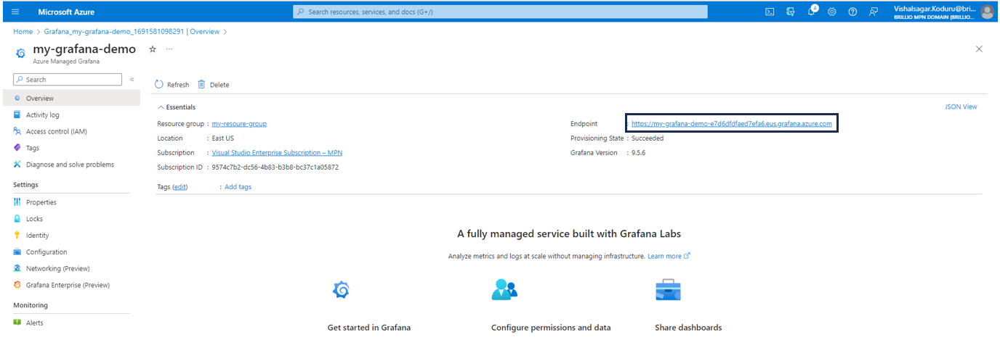 Microsoft Azure
Search resources, services, and docs (G+/)
4
Vishalsagar.Koduru@bri...
BRILLIO MPN DOMAIN (BRILLIO...
Home > Grafana_my-grafana-demo_1691581098291 | Overview >
my-grafana-demo
Azure Managed Grafana
Search
Refresh Delete
Overview
Activity log
Access control (IAM)
Tags
Diagnose and solve problems
Settings
Properties
Locks
Identity
Configuration
Networking (Preview)
Grafana Enterprise (Preview)
Monitoring
Alerts
Essentials
JSON View
Resource group : my-resoure-group
Location : East US
Subscription : Visual Studio Enterprise Subscription – MPN
Subscription ID : 9574c7b2-dc56-4b83-b3b8-bc37c1a05872
Endpoint : https://my-grafana-demo-e7d6dfdfaed7efa6.eus.grafana.azure.com
Provisioning State : Succeeded
Grafana Version : 9.5.6
Tags (edit) : Add tags
A fully managed service built with Grafana Labs
Analyze metrics and logs at scale without managing infrastructure. Learn more
Get started in Grafana
Configure permissions and data
Share dashboards